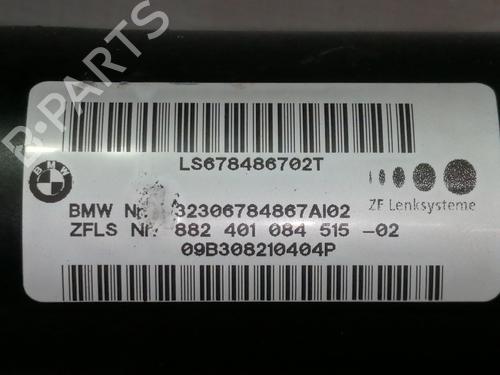 B-PARTS
LS678486702T
BMW
BMW Nr. 32306784867AI02
ZF Lenksysteme
ZFLS Nr. 882 401 084 515 -02
09B308210404P